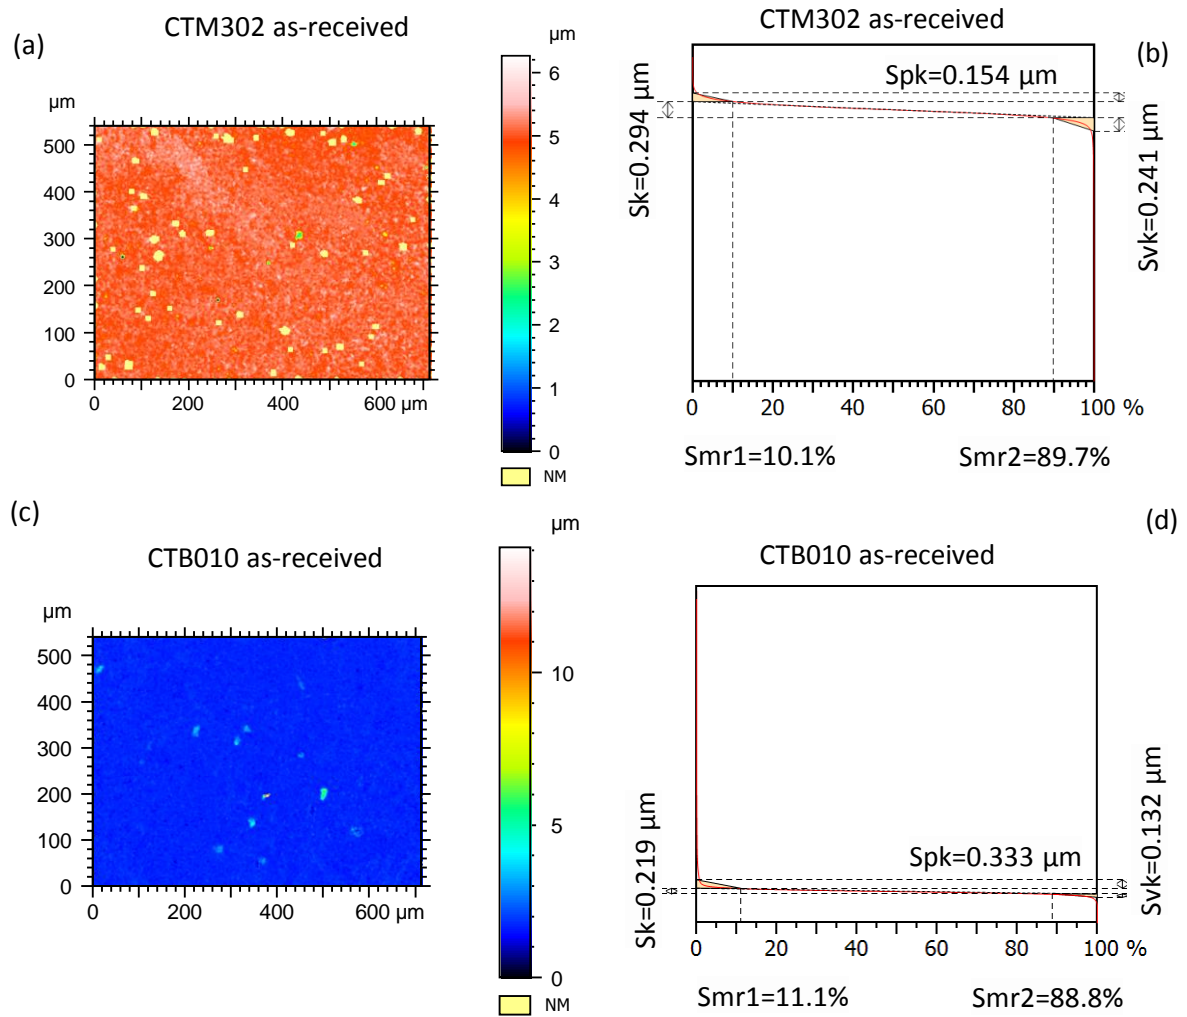 CTM302 as-received
(a)
µm
µm
6
5
4
3
2
1
0
NM
500
400
300
200
100
0
0 200 400 600 µm
CTM302 as-received
(b)
Spk=0.154 µm
Sk=0.294 µm
Svk=0.241 µm
0 20 40 60 80 100 %
Smr1=10.1% Smr2=89.7%
(c)
CTB010 as-received
µm
µm
10
5
0
NM
500
400
300
200
100
0
0 200 400 600 µm
(d)
CTB010 as-received
Spk=0.333 µm
Sk=0.219 µm
Svk=0.132 µm
0 20 40 60 80 100 %
Smr1=11.1% Smr2=88.8%